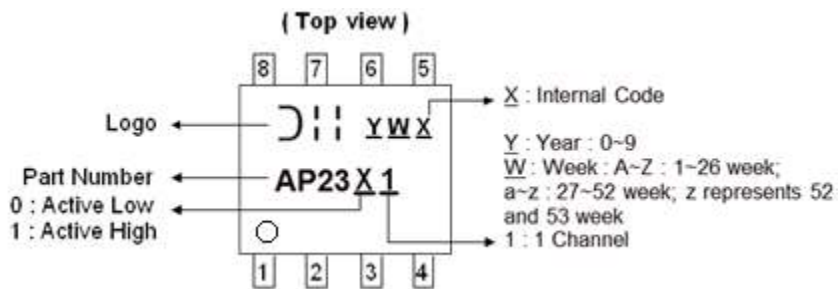 ( Top view )
8 7 6 5
Logo
Y W X
X : Internal Code
Y : Year : 0~9
W : Week : A~Z : 1~26 week;
a~z : 27~52 week; z represents 52
and 53 week
Part Number
AP23 X 1
0 : Active Low
1 : Active High
1 : 1 Channel
1 2 3 4